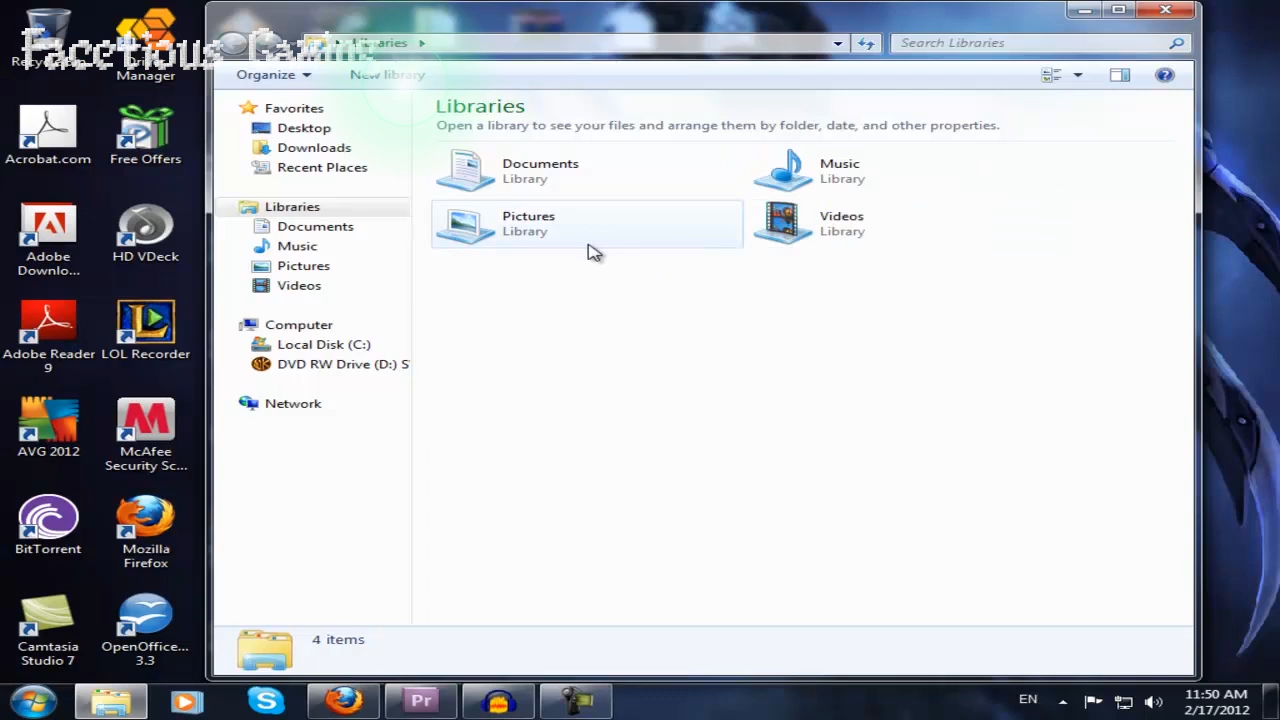 Facetious Gaming
Manager
Acrobat.com
Free Offers
Adobe
Downlo...
HD VDeck
Adobe Reader
9
LOL Recorder
AVG 2012
McAfee
Security Sc...
BitTorrent
Mozilla
Firefox
Camtasia
Studio 7
OpenOffice...
3.3
Libraries
Search Libraries
Organize
New library
Favorites
Desktop
Downloads
Recent Places
Libraries
Documents
Music
Pictures
Videos
Computer
Local Disk (C:)
DVD RW Drive (D:) S
Network
Libraries
Open a library to see your files and arrange them by folder, date, and other properties.
Documents
Library
Music
Library
Pictures
Library
Videos
Library
4 items
Pr
EN
11:50 AM
2/17/2012